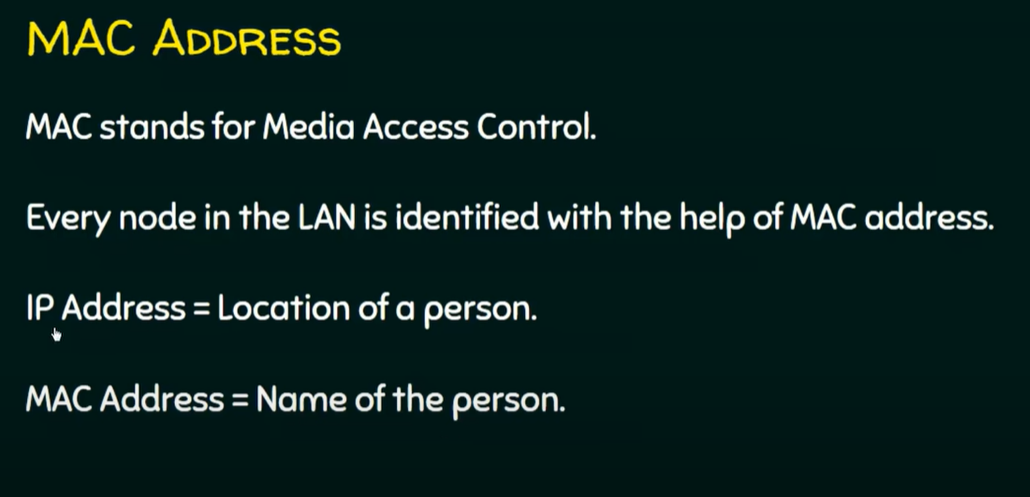 MAC ADDRESS
MAC stands for Media Access Control.
Every node in the LAN is identified with the help of MAC address.
IP Address = Location of a person.
MAC Address = Name of the person.